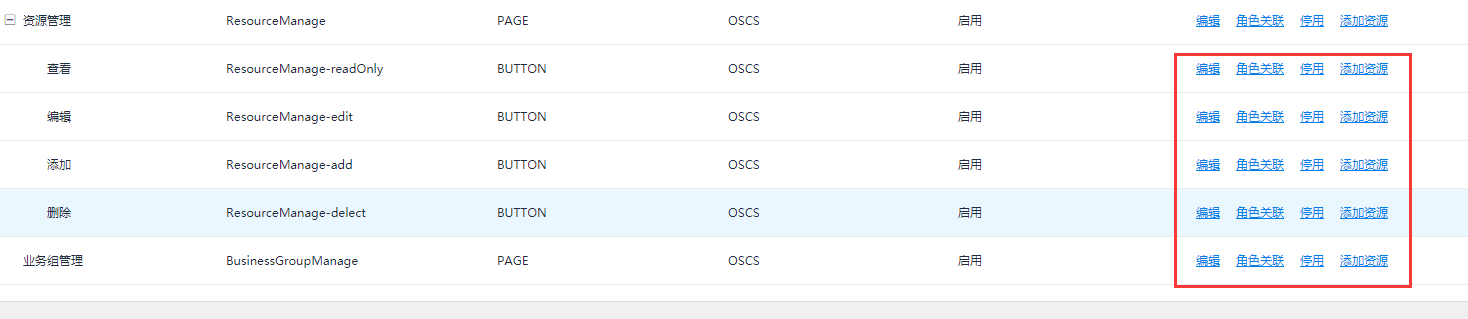 资源管理 ResourceManage PAGE OSCS 启用 编辑 角色关联 停用 添加资源
查看 ResourceManage-readOnly BUTTON OSCS 启用 编辑 角色关联 停用 添加资源
编辑 ResourceManage-edit BUTTON OSCS 启用 编辑 角色关联 停用 添加资源
添加 ResourceManage-add BUTTON OSCS 启用 编辑 角色关联 停用 添加资源
删除 ResourceManage-delect BUTTON OSCS 启用 编辑 角色关联 停用 添加资源
业务组管理 BusinessGroupManage PAGE OSCS 启用 编辑 角色关联 停用 添加资源